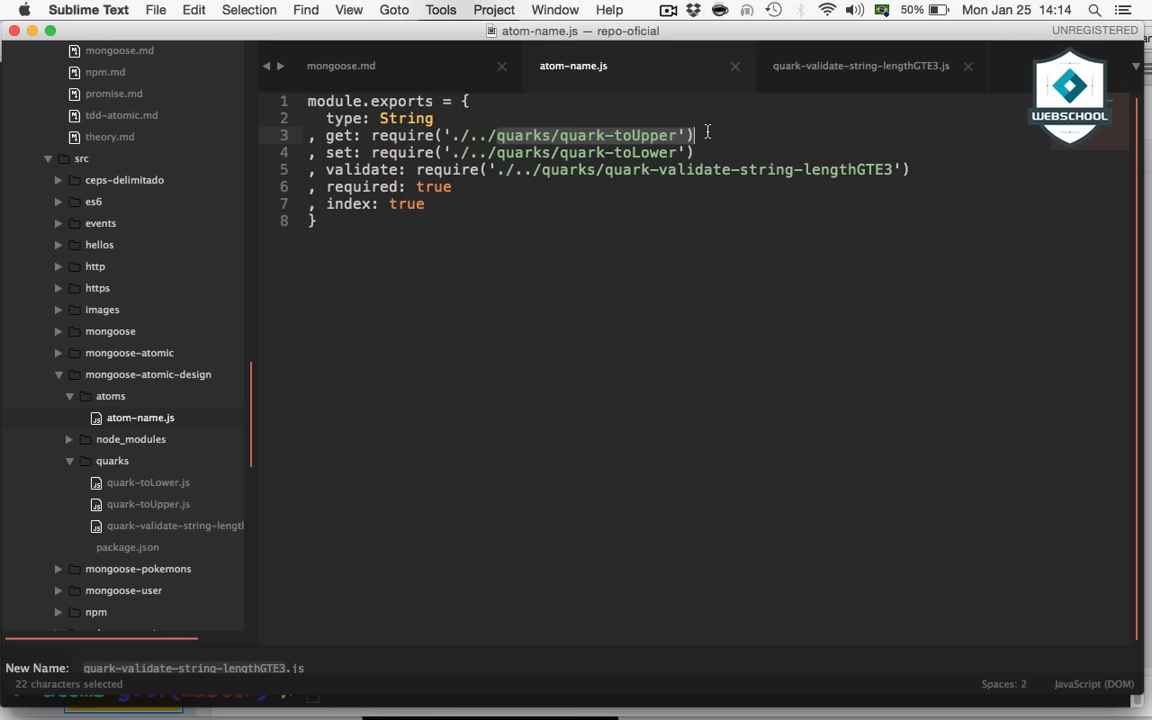 Sublime Text File Edit Selection Find View Goto Tools Project Window Help 50% Mon Jan 25 14:14
atom-name.js — repo-oficial UNREGISTERED
mongoose.md
npm.md
promise.md
tdd-atomic.md
theory.md
src
ceps-delimitado
es6
events
hellos
http
https
images
mongoose
mongoose-atomic
mongoose-atomic-design
atoms
atom-name.js
node_modules
quarks
quark-toLower.js
quark-toUpper.js
quark-validate-string-lengt
package.json
mongoose-pokemons
mongoose-user
npm
mongoose.md atom-name.js quark-validate-string-lengthGTE3.js
WEBSCHOOL
1 module.exports = {
2 type: String
3 , get: require('./../quarks/quark-toUpper')
4 , set: require('./../quarks/quark-toLower')
5 , validate: require('./../quarks/quark-validate-string-lengthGTE3')
6 , required: true
7 , index: true
8 }
New Name: quark-validate-string-lengthGTE3.js
22 characters selected Spaces: 2 JavaScript (DOM)